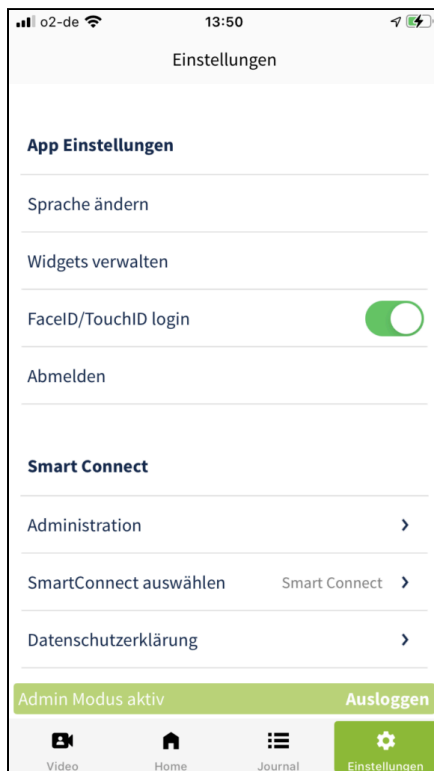 o2-de 13:50
Einstellungen
App Einstellungen
Sprache ändern
Widgets verwalten
FaceID/TouchID login
Abmelden
Smart Connect
Administration
SmartConnect auswählen Smart Connect
Datenschutzerklärung
Admin Modus aktiv Ausloggen
Video Home Journal Einstellungen